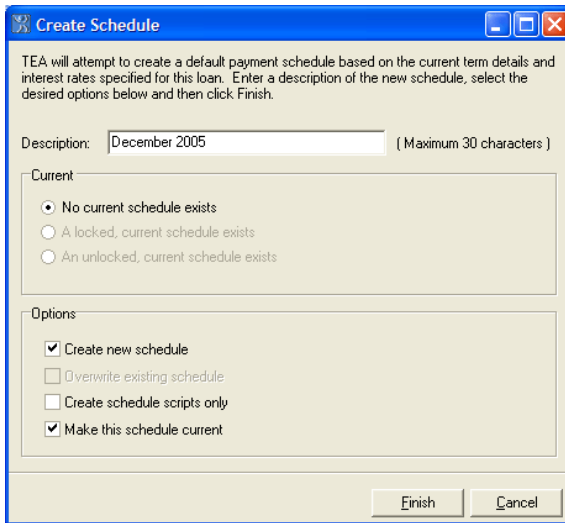 Create Schedule
TEA will attempt to create a default payment schedule based on the current term details and
interest rates specified for this loan.  Enter a description of the new schedule, select the
desired options below and then click Finish.
Description: December 2005 ( Maximum 30 characters )
Current
No current schedule exists
A locked, current schedule exists
An unlocked, current schedule exists
Options
Create new schedule
Overwrite existing schedule
Create schedule scripts only
Make this schedule current
Finish Cancel